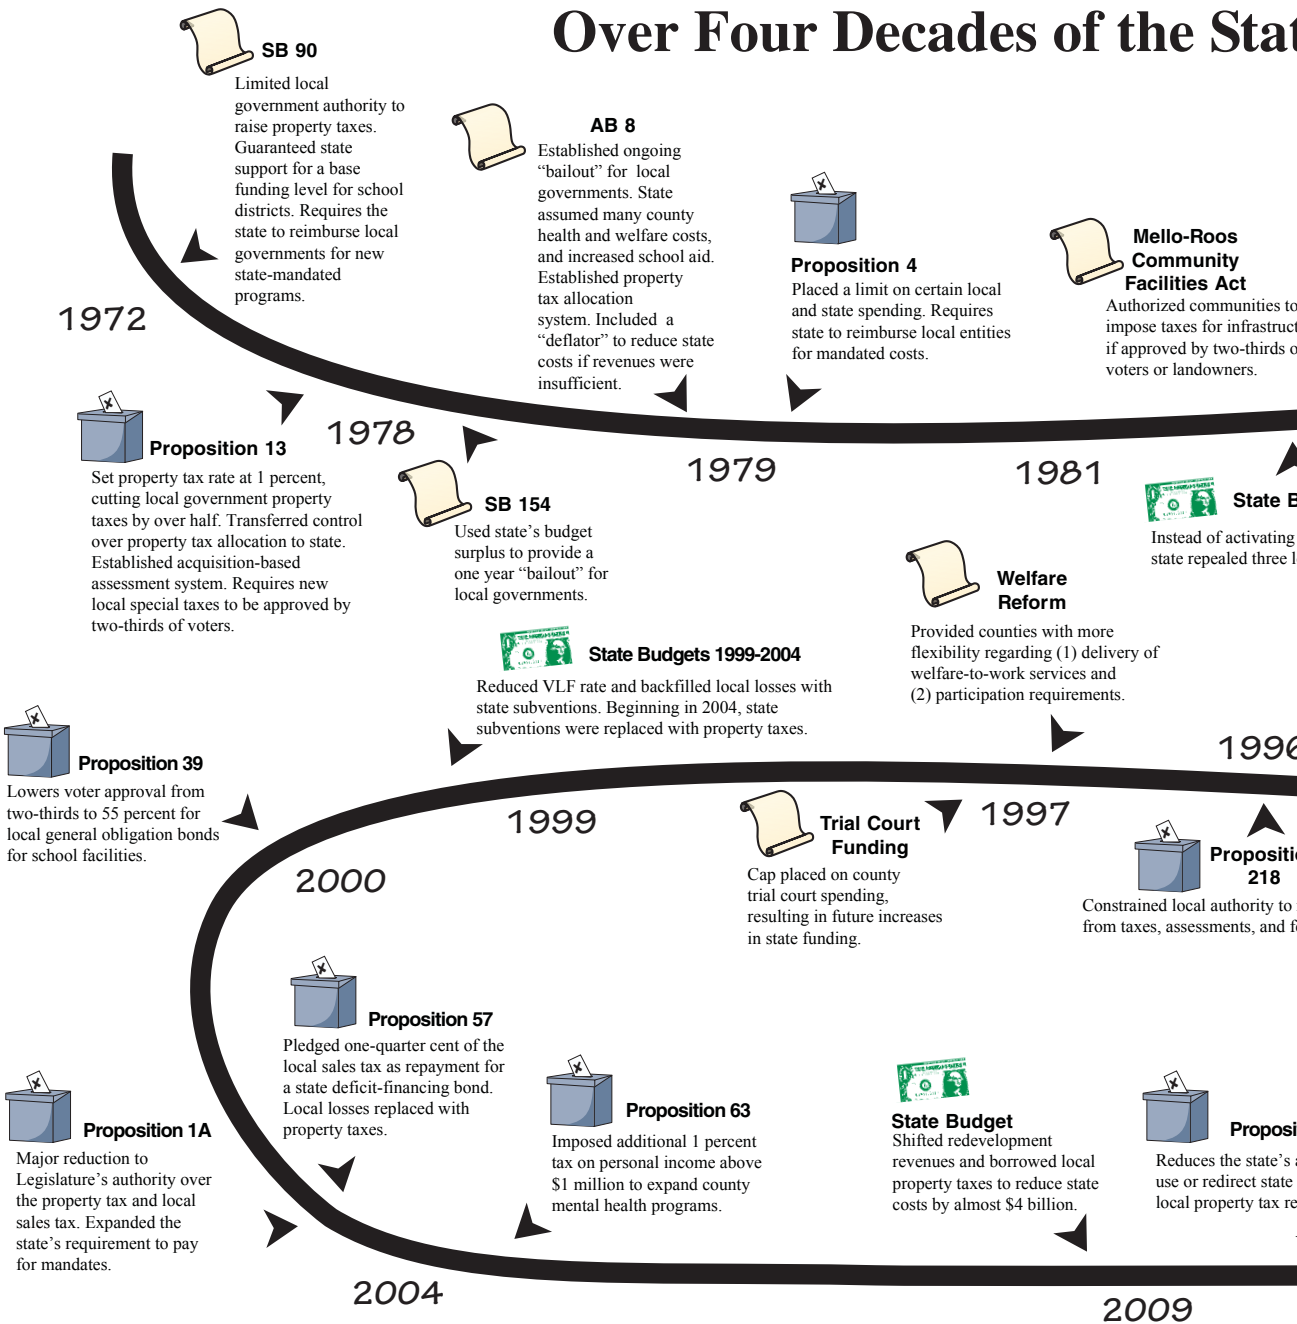 Over Four Decades of the Stat
SB 90
Limited local
government authority to
raise property taxes.
Guaranteed state
support for a base
funding level for school
districts. Requires the
state to reimburse local
governments for new
state-mandated
programs.
1972
AB 8
Established ongoing
“bailout” for local
governments. State
assumed many county
health and welfare costs,
and increased school aid.
Established property
tax allocation
system. Included a
“deflator” to reduce state
costs if revenues were
insufficient.
Proposition 4
Placed a limit on certain local
and state spending. Requires
state to reimburse local entities
for mandated costs.
Mello-Roos
Community
Facilities Act
Authorized communities to
impose taxes for infrastruct
if approved by two-thirds o
voters or landowners.
Proposition 13
Set property tax rate at 1 percent,
cutting local government property
taxes by over half. Transferred control
over property tax allocation to state.
Established acquisition-based
assessment system. Requires new
local special taxes to be approved by
two-thirds of voters.
1978
SB 154
Used state’s budget
surplus to provide a
one year “bailout” for
local governments.
1979
1981
State B
Instead of activating
state repealed three l
Welfare
Reform
Provided counties with more
flexibility regarding (1) delivery of
welfare-to-work services and
(2) participation requirements.
State Budgets 1999-2004
Reduced VLF rate and backfilled local losses with
state subventions. Beginning in 2004, state
subventions were replaced with property taxes.
1996
Proposition 39
Lowers voter approval from
two-thirds to 55 percent for
local general obligation bonds
for school facilities.
1999
Trial Court
Funding
Cap placed on county
trial court spending,
resulting in future increases
in state funding.
1997
Propositi
218
Constrained local authority to
from taxes, assessments, and f
2000
Proposition 57
Pledged one-quarter cent of the
local sales tax as repayment for
a state deficit-financing bond.
Local losses replaced with
property taxes.
Proposition 1A
Major reduction to
Legislature’s authority over
the property tax and local
sales tax. Expanded the
state’s requirement to pay
for mandates.
Proposition 63
Imposed additional 1 percent
tax on personal income above
$1 million to expand county
mental health programs.
State Budget
Shifted redevelopment
revenues and borrowed local
property taxes to reduce state
costs by almost $4 billion.
Proposi
Reduces the state’s a
use or redirect state
local property tax re
2004
2009